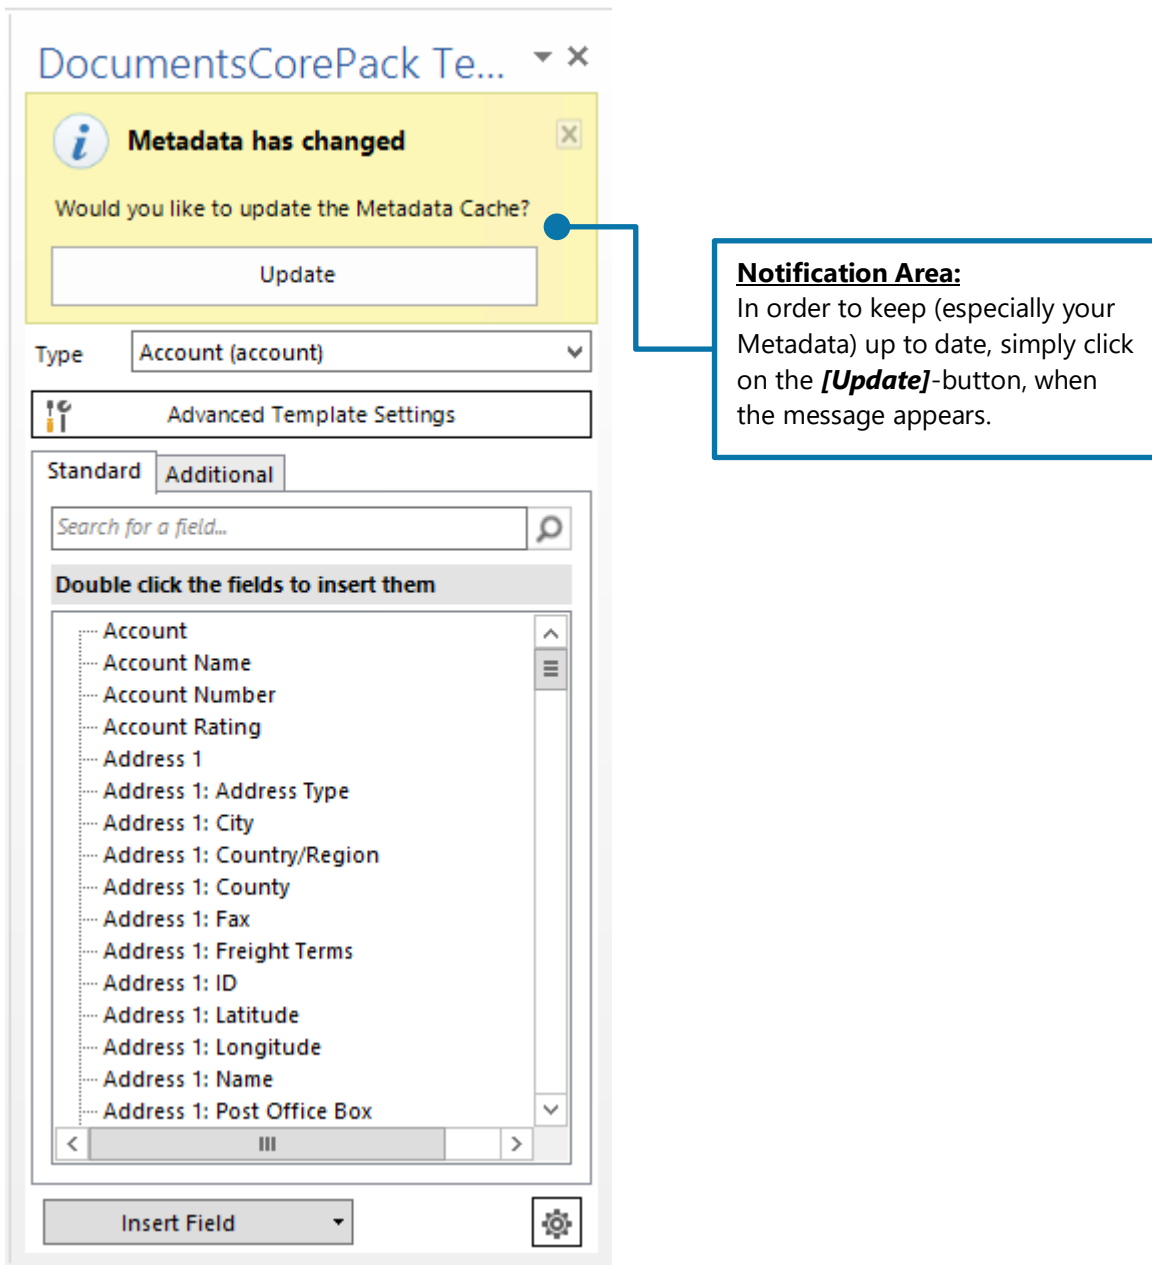 DocumentsCorePack Te...
Metadata has changed
Would you like to update the Metadata Cache?
Update
Notification Area:
In order to keep (especially your
Metadata) up to date, simply click
on the [Update]-button, when
the message appears.
Type
Account (account)
Advanced Template Settings
Standard
Additional
Search for a field...
Double click the fields to insert them
Account
Account Name
Account Number
Account Rating
Address 1
Address 1: Address Type
Address 1: City
Address 1: Country/Region
Address 1: County
Address 1: Fax
Address 1: Freight Terms
Address 1: ID
Address 1: Latitude
Address 1: Longitude
Address 1: Name
Address 1: Post Office Box
Insert Field